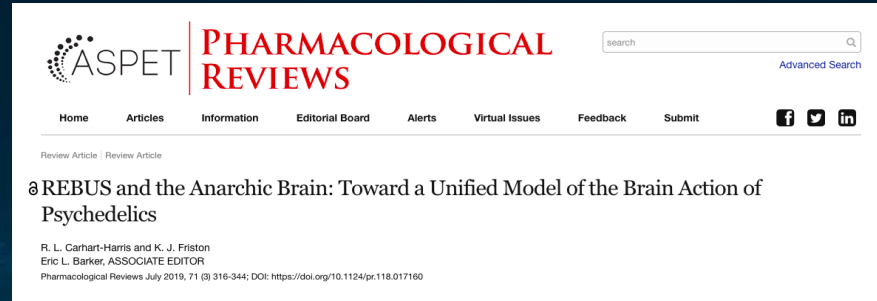 ASPET
PHARMACOLOGICAL
REVIEWS
search
Advanced Search
Home Articles Information Editorial Board Alerts Virtual Issues Feedback Submit
Review Article | Review Article
REBUS and the Anarchic Brain: Toward a Unified Model of the Brain Action of
Psychedelics
R. L. Carhart-Harris and K. J. Friston
Eric L. Barker, ASSOCIATE EDITOR
Pharmacological Reviews July 2019, 71 (3) 316-344; DOI: https://doi.org/10.1124/pr.118.017160